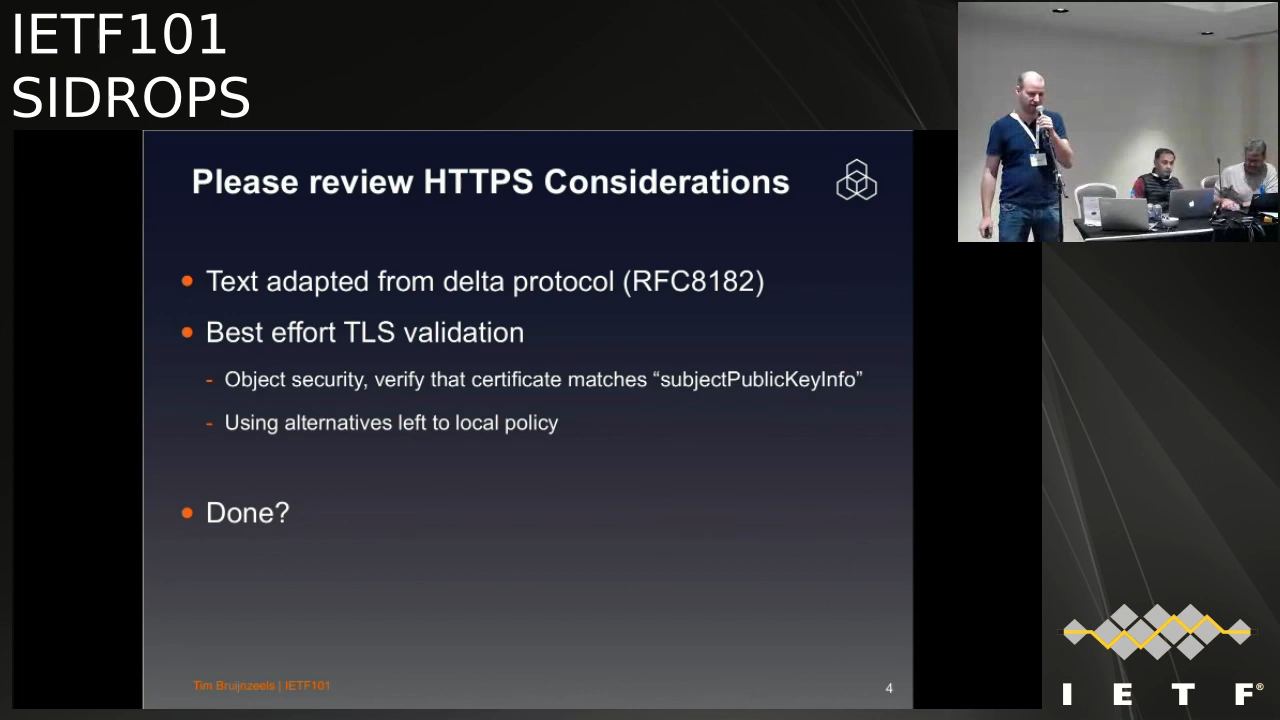 IETF101
SIDROPS
Please review HTTPS Considerations
• Text adapted from delta protocol (RFC8182)
• Best effort TLS validation
- Object security, verify that certificate matches “subjectPublicKeyInfo”
- Using alternatives left to local policy
• Done?
Tim Bruijnzeels | IETF101
4
I E T F®